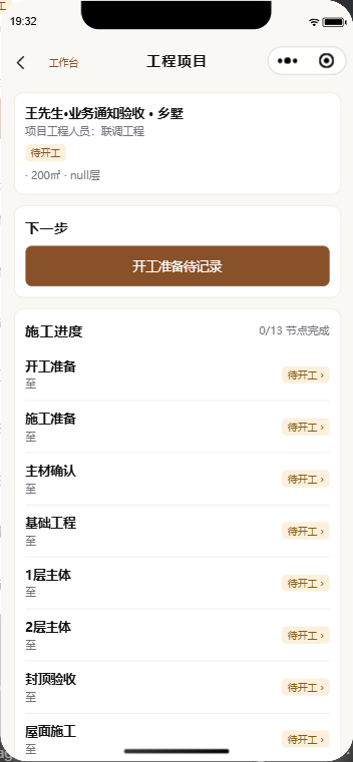 19:32
工作台
工程项目
王先生•业务通知验收 • 乡墅
项目工程人员：联调工程
待开工
· 200㎡ · null层
下一步
开工准备待记录
施工进度
0/13 节点完成
开工准备
至
待开工 ›
施工准备
至
待开工 ›
主材确认
至
待开工 ›
基础工程
至
待开工 ›
1层主体
至
待开工 ›
2层主体
至
待开工 ›
封顶验收
至
待开工 ›
屋面施工
至
待开工 ›